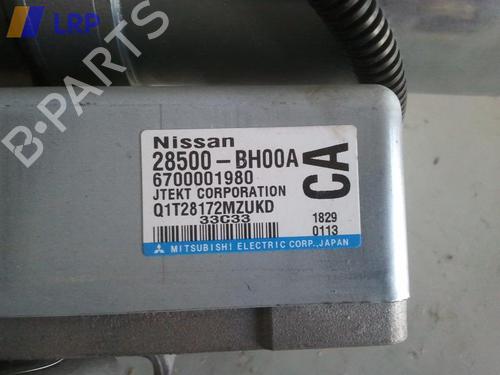 LRP
B-PARTS
Nissan
28500-BH00A
6700001980
JTEKT CORPORATION
Q1T28172MZUKD
33C33
CA
1829
0113
MITSUBISHI ELECTRIC CORP., JAPAN